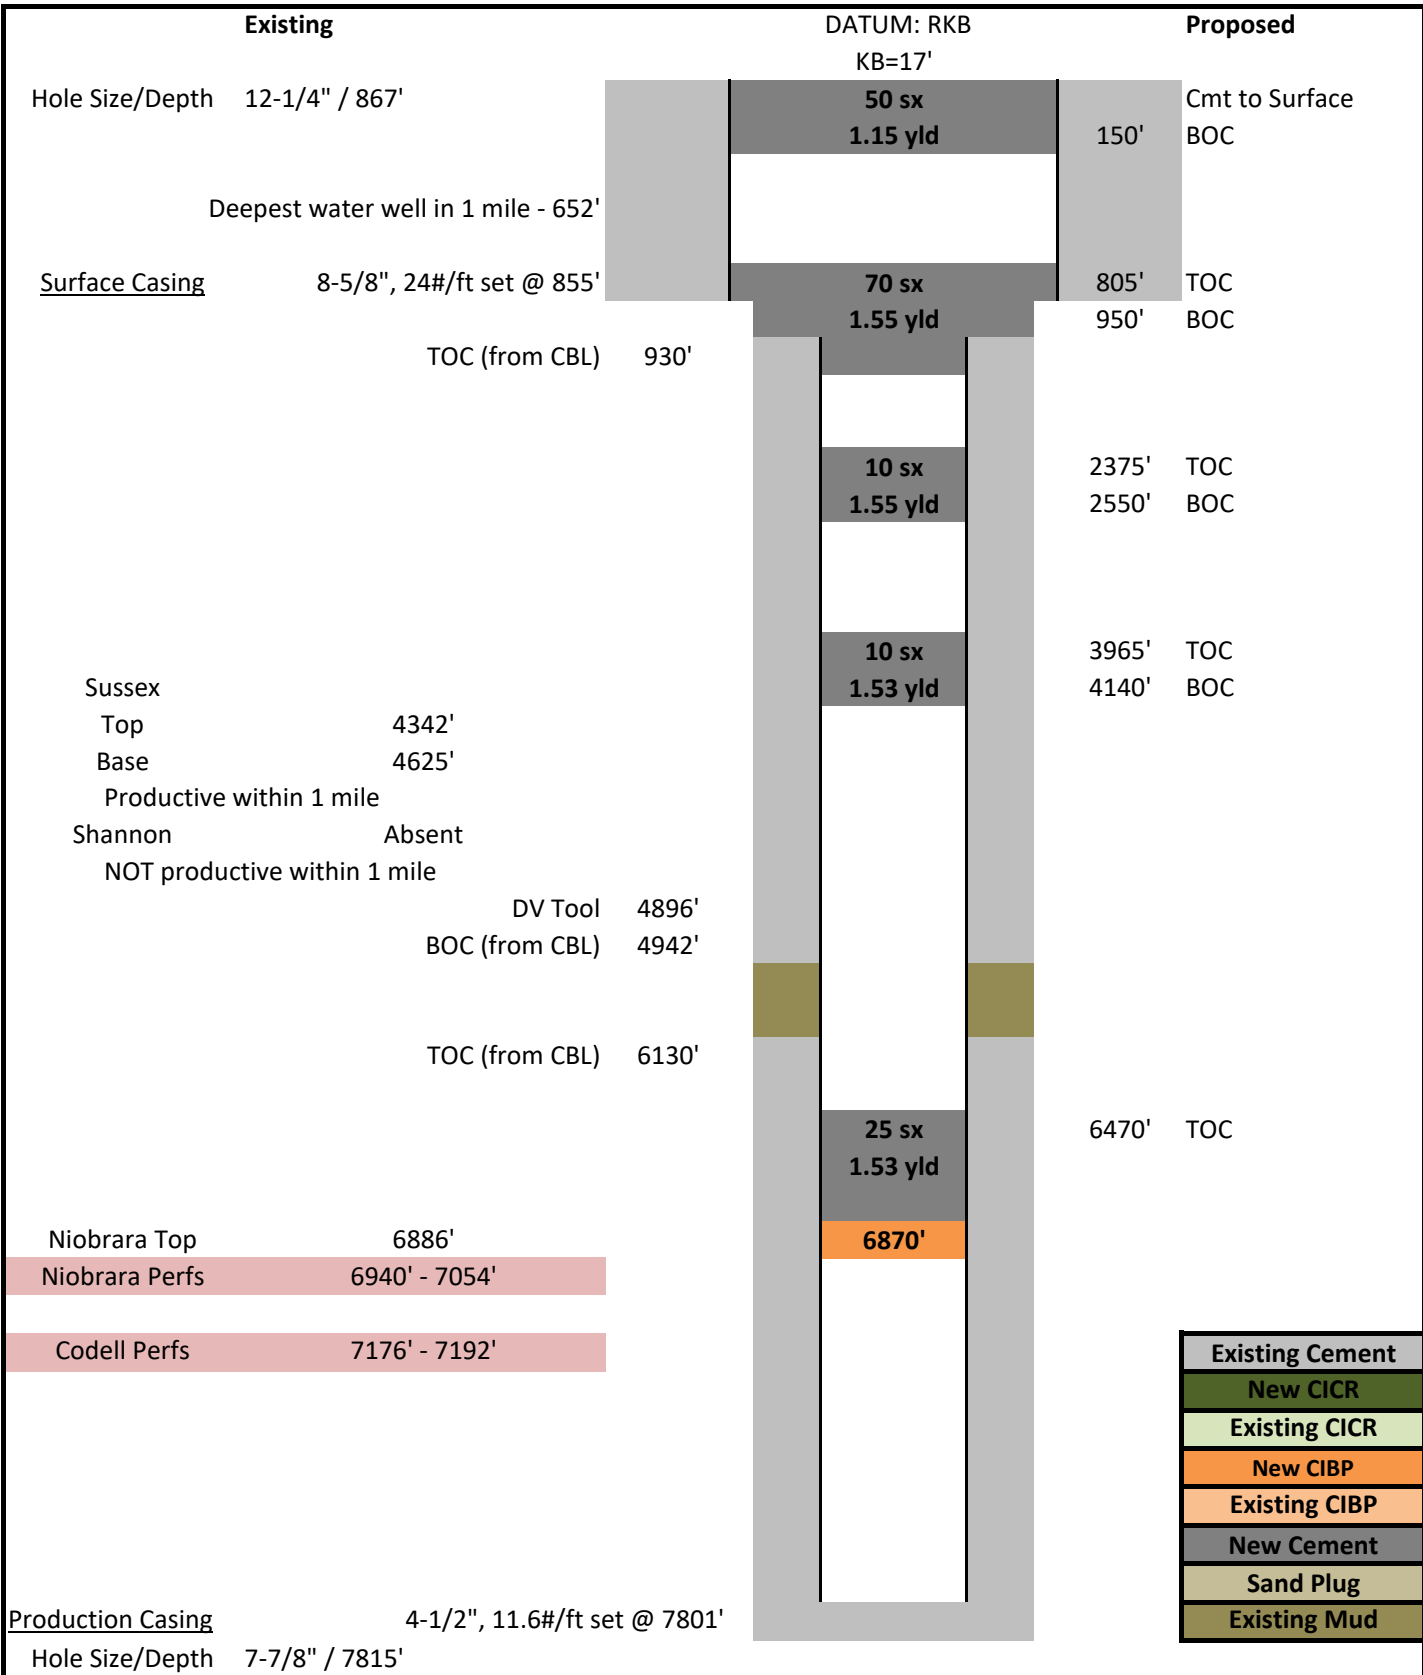 Existing DATUM: RKB Proposed
KB=17'
Hole Size/Depth 12-1/4" / 867' 50 sx Cmt to Surface
1.15 yld 150' BOC
Deepest water well in 1 mile - 652'
Surface Casing 8-5/8", 24#/ft set @ 855' 70 sx 805' TOC
1.55 yld 950' BOC
TOC (from CBL) 930'
10 sx 2375' TOC
1.55 yld 2550' BOC
10 sx 3965' TOC
Sussex 1.53 yld 4140' BOC
Top 4342'
Base 4625'
Productive within 1 mile
Shannon Absent
NOT productive within 1 mile
DV Tool 4896'
BOC (from CBL) 4942'
TOC (from CBL) 6130'
25 sx 6470' TOC
1.53 yld
Niobrara Top 6886' 6870'
Niobrara Perfs 6940' - 7054'
Codell Perfs 7176' - 7192'
Existing Cement
New CICR
Existing CICR
New CIBP
Existing CIBP
New Cement
Sand Plug
Production Casing 4-1/2", 11.6#/ft set @ 7801' Existing Mud
Hole Size/Depth 7-7/8" / 7815'